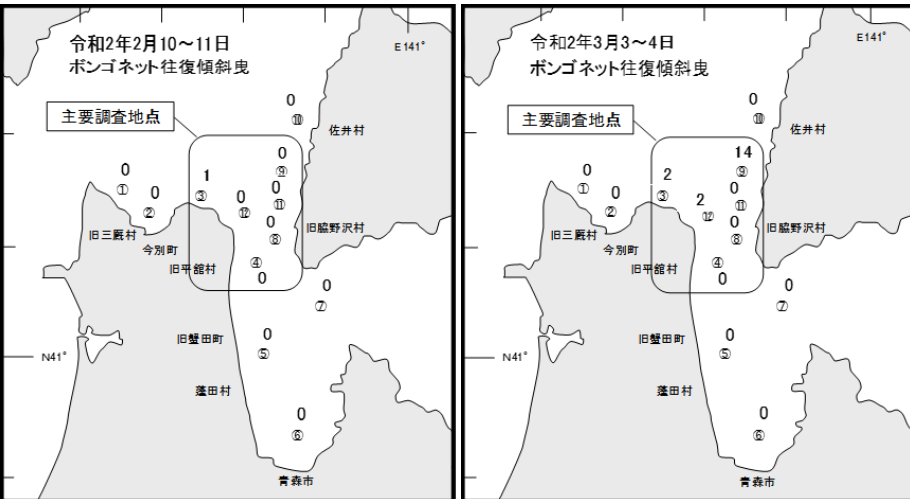 令和2年2月10～11日
ボンゴネット往復傾斜曳
E 141°
主要調査地点
0
⑩
佐井村
0
⑨
0
①
0
②
1
③
0
⑫
0
⑪
0
⑧
旧三厩村
今別町
旧平舘村
④
0
旧脇野沢村
0
⑦
旧蟹田町
0
⑤
N41°
蓬田村
0
⑥
青森市
令和2年3月3～4日
ボンゴネット往復傾斜曳
E 141°
主要調査地点
0
⑩
佐井村
14
⑨
0
①
0
②
2
③
2
⑫
0
⑪
0
⑧
旧三厩村
今別町
旧平舘村
④
0
旧脇野沢村
0
⑦
旧蟹田町
0
⑤
N41°
蓬田村
0
⑥
青森市